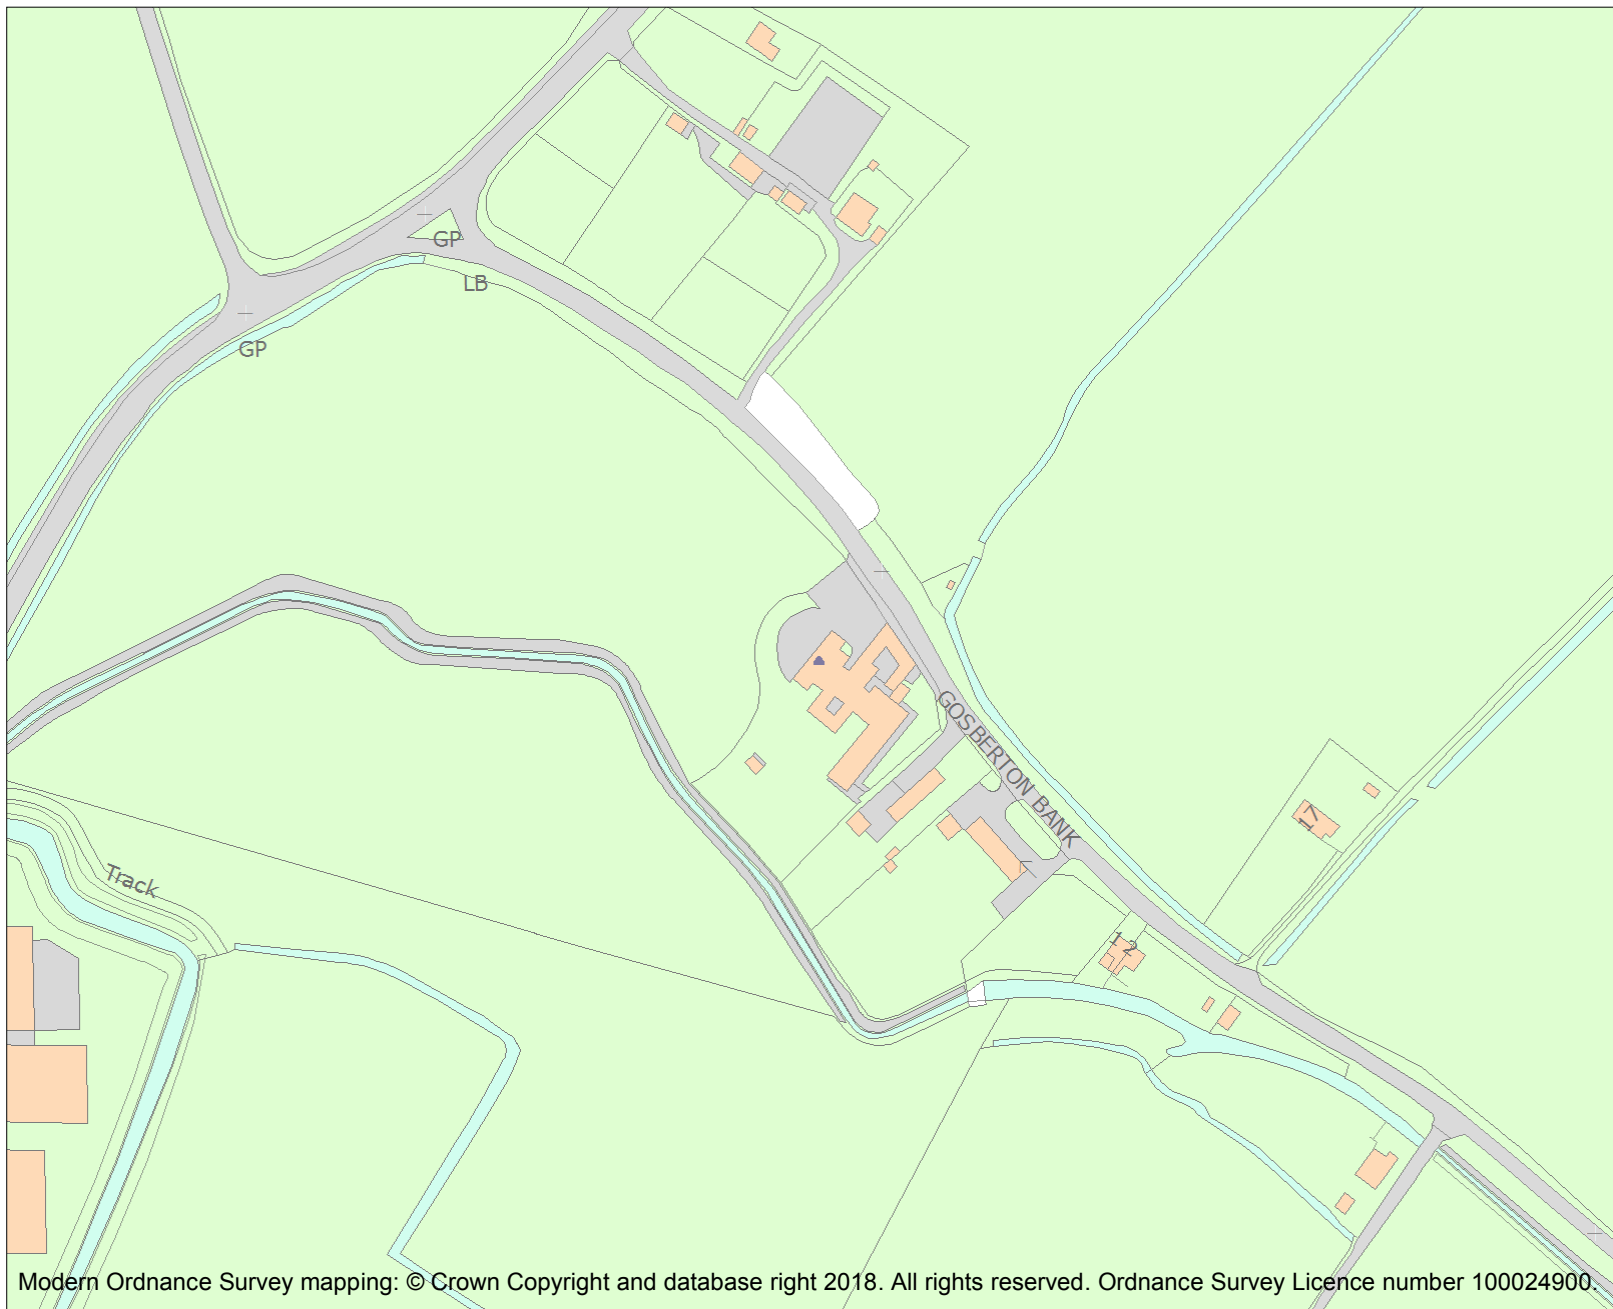 GP
LB
GP
GOSBERTON BANK
17
Track
12
Modern Ordnance Survey mapping: © Crown Copyright and database right 2018. All rights reserved. Ordnance Survey Licence number 100024900.